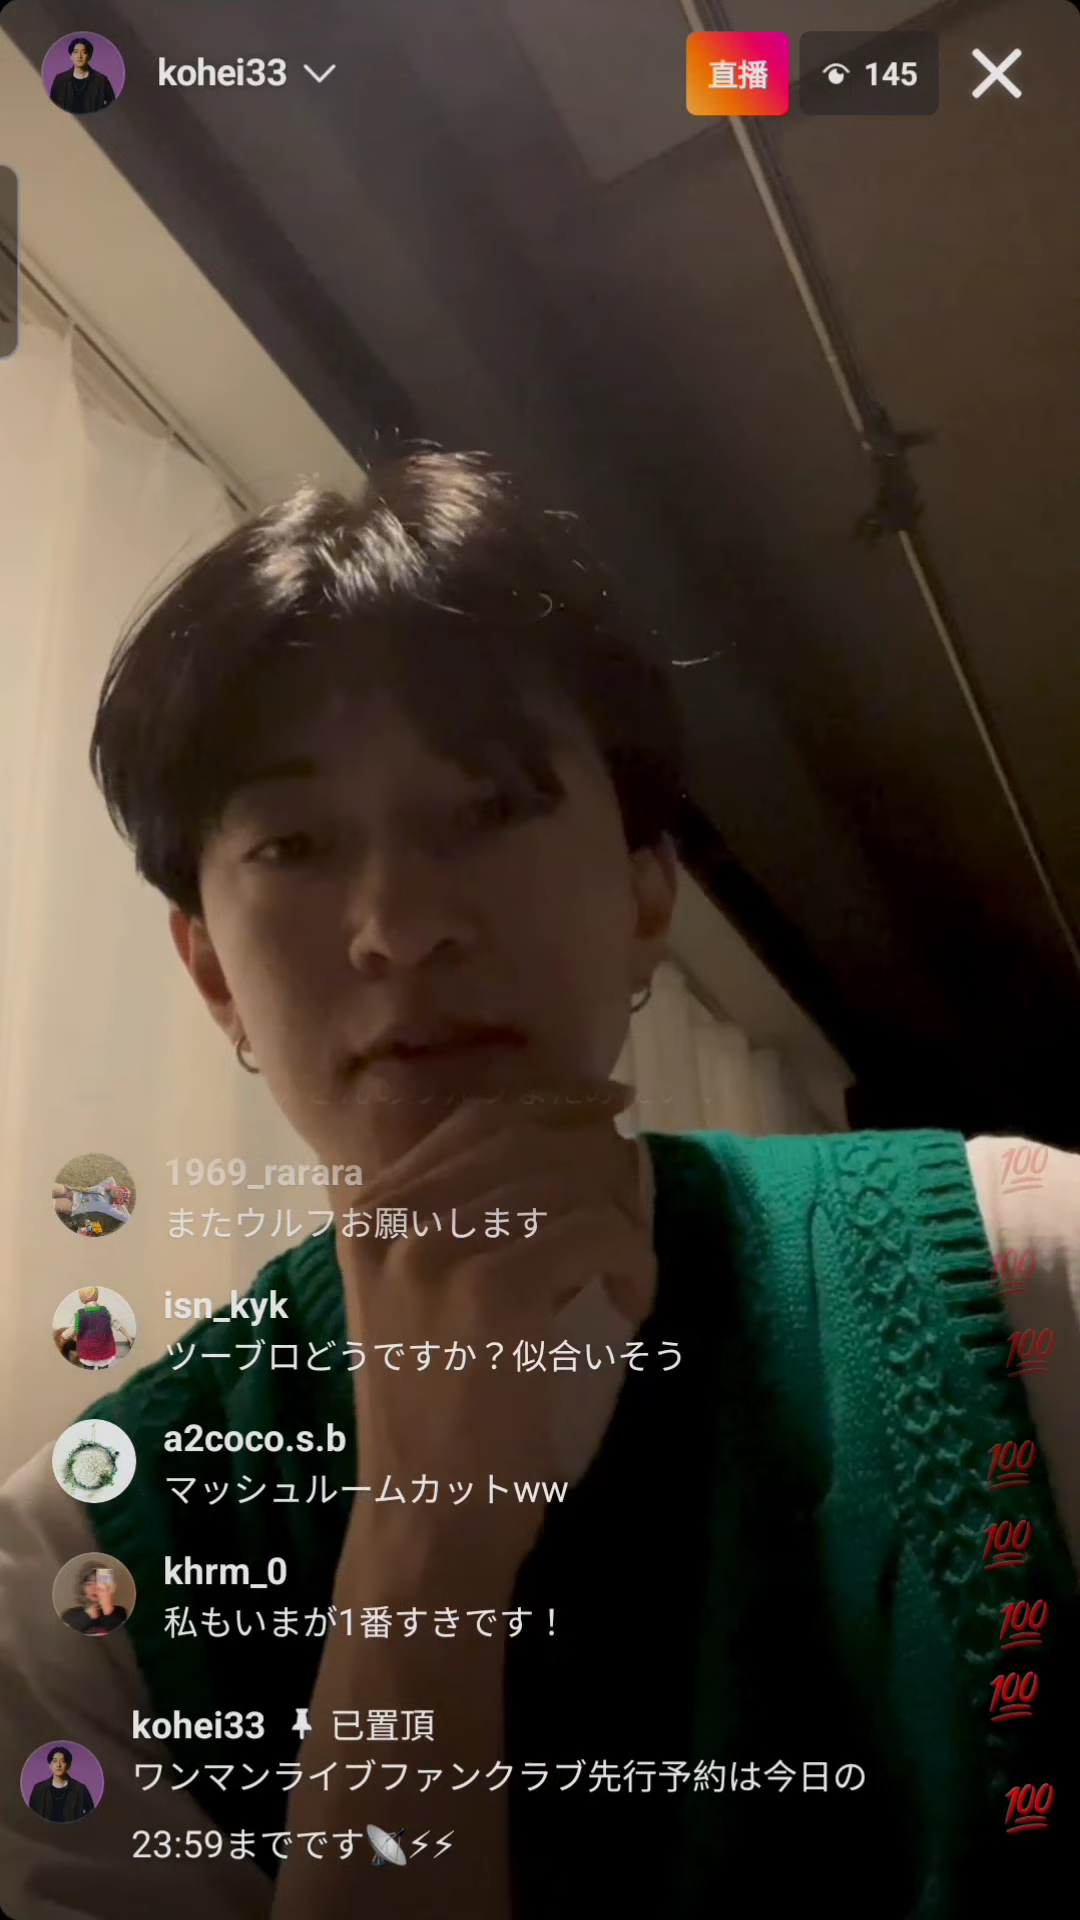 kohei33
直播
145
1969_rarara
またウルフお願いします
isn_kyk
ツーブロどうですか？似合いそう
a2coco.s.b
マッシュルームカットww
khrm_0
私もいまが1番すきです！
kohei33 已置頂
ワンマンライブファンクラブ先行予約は今日の
23:59までです📡⚡⚡
💯
💯
💯
💯
💯
💯
💯
💯